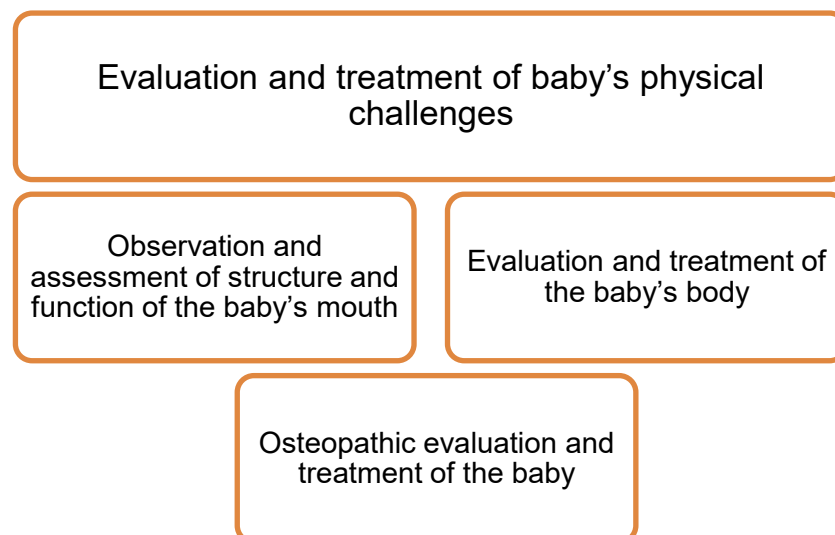 Evaluation and treatment of baby’s physical
challenges
Observation and
assessment of structure and
function of the baby’s mouth
Evaluation and treatment of
the baby’s body
Osteopathic evaluation and
treatment of the baby